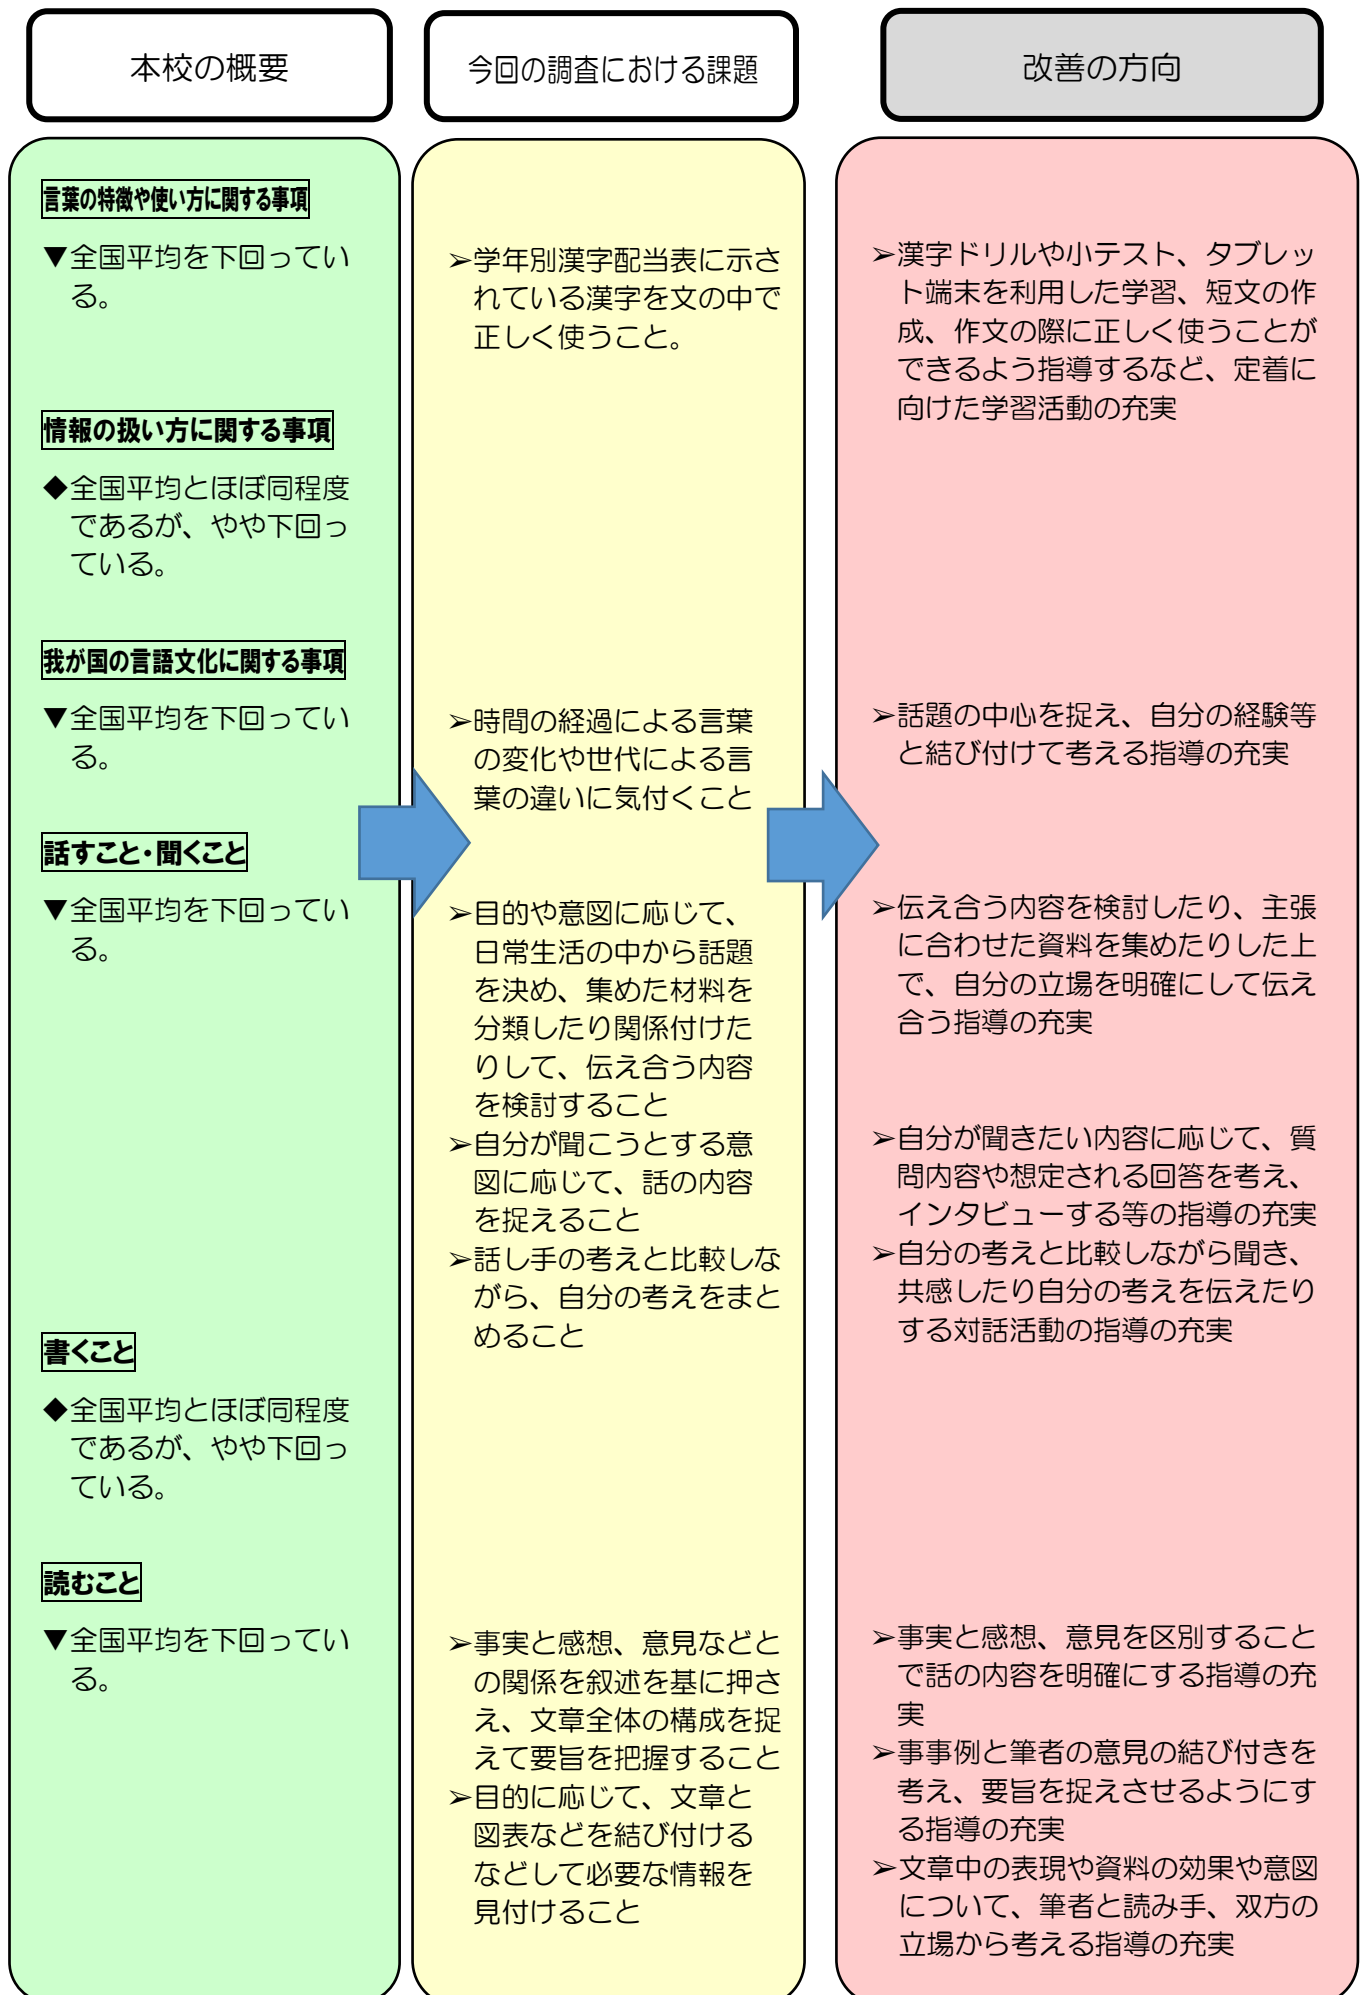 本校の概要
言葉の特徴や使い方に関する事項
▼全国平均を下回ってい
る。
情報の扱い方に関する事項
◆全国平均とほぼ同程度
であるが、やや下回っ
ている。
我が国の言語文化に関する事項
▼全国平均を下回ってい
る。
話すこと・聞くこと
▼全国平均を下回ってい
る。
書くこと
◆全国平均とほぼ同程度
であるが、やや下回っ
ている。
読むこと
▼全国平均を下回ってい
る。
今回の調査における課題
➢学年別漢字配当表に示さ
れている漢字を文の中で
正しく使うこと。
➢時間の経過による言葉
の変化や世代による言
葉の違いに気付くこと
➢目的や意図に応じて、
日常生活の中から話題
を決め、集めた材料を
分類したり関係付けた
りして、伝え合う内容
を検討すること
➢自分が聞こうとする意
図に応じて、話の内容
を捉えること
➢話し手の考えと比較しな
がら、自分の考えをまと
めること
➢事実と感想、意見などと
の関係を叙述を基に押さ
え、文章全体の構成を捉
えて要旨を把握すること
➢目的に応じて、文章と
図表などを結び付ける
などして必要な情報を
見付けること
改善の方向
➢漢字ドリルや小テスト、タブレッ
ト端末を利用した学習、短文の作
成、作文の際に正しく使うことが
できるよう指導するなど、定着に
向けた学習活動の充実
➢話題の中心を捉え、自分の経験等
と結び付けて考える指導の充実
➢伝え合う内容を検討したり、主張
に合わせた資料を集めたりした上
で、自分の立場を明確にして伝え
合う指導の充実
➢自分が聞きたい内容に応じて、質
問内容や想定される回答を考え、
インタビューする等の指導の充実
➢自分の考えと比較しながら聞き、
共感したり自分の考えを伝えたり
する対話活動の指導の充実
➢事実と感想、意見を区別すること
で話の内容を明確にする指導の充
実
➢事事例と筆者の意見の結び付きを
考え、要旨を捉えさせるようにす
る指導の充実
➢文章中の表現や資料の効果や意図
について、筆者と読み手、双方の
立場から考える指導の充実